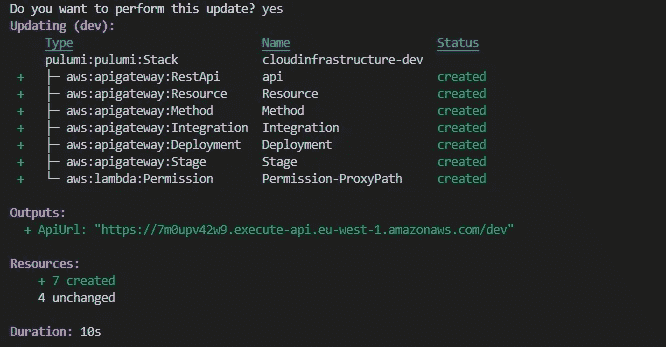 Do you want to perform this update? yes
Updating (dev):
Type Name Status
pulumi:pulumi:Stack cloudinfrastructure-dev
+ ├─ aws:apigateway:RestApi api created
+ ├─ aws:apigateway:Resource Resource created
+ ├─ aws:apigateway:Method Method created
+ ├─ aws:apigateway:Integration Integration created
+ ├─ aws:apigateway:Deployment Deployment created
+ ├─ aws:apigateway:Stage Stage created
+ └─ aws:lambda:Permission Permission-ProxyPath created
Outputs:
+ ApiUrl: "https://7m0upv42w9.execute-api.eu-west-1.amazonaws.com/dev"
Resources:
+ 7 created
4 unchanged
Duration: 10s